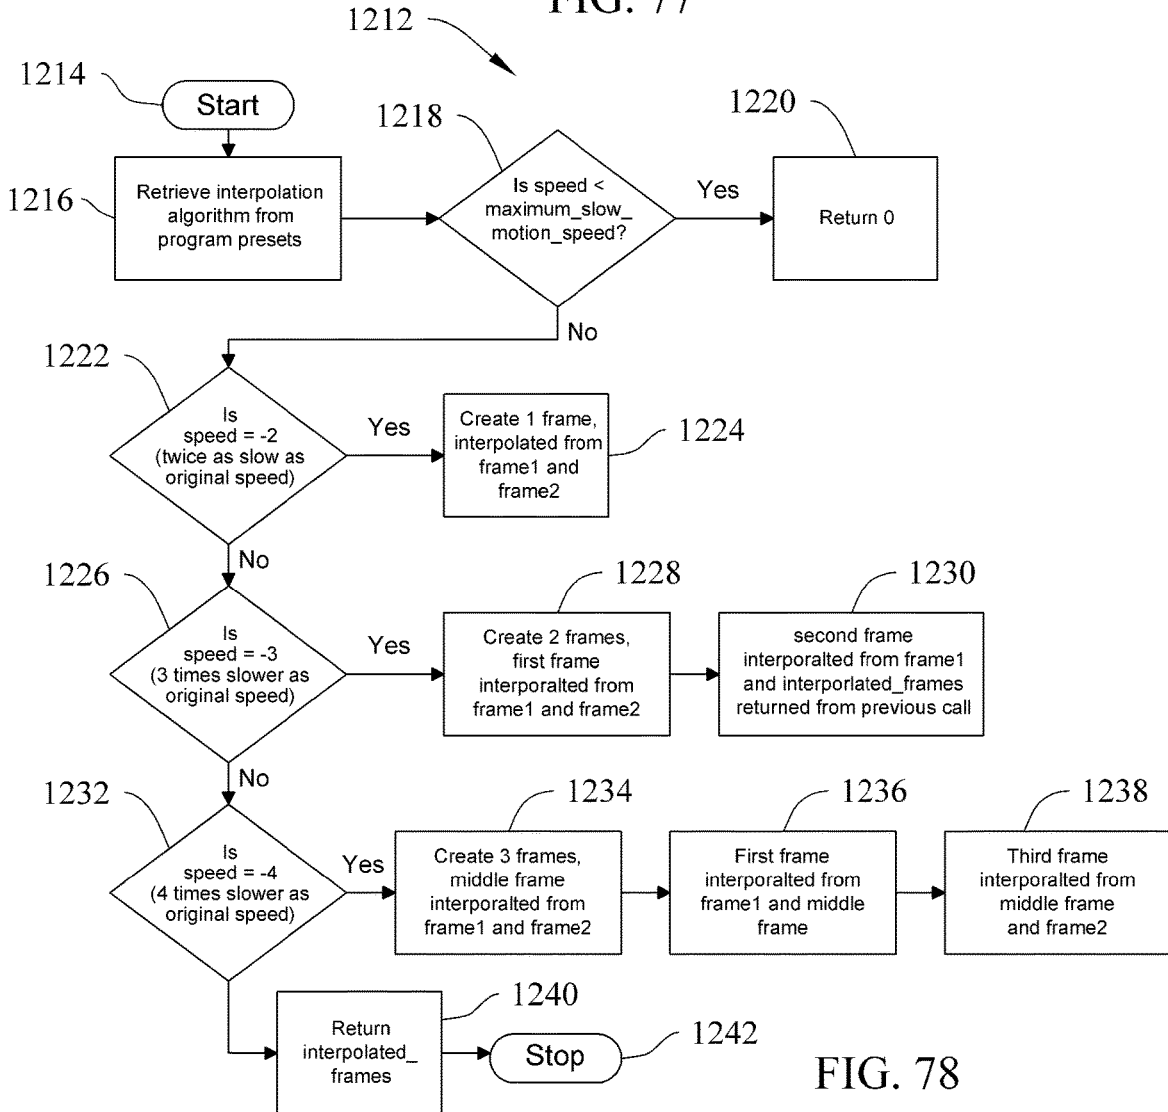 FIG. 77
1212
1214
Start
1218
1220
1216
Retrieve interpolation
algorithm from
program presets
Is speed <
maximum_slow_
motion_speed?
Yes
Return 0
No
1222
Is
speed = -2
(twice as slow as
original speed)
Yes
Create 1 frame,
interpolated from
frame1 and
frame2
1224
No
1226
Is
speed = -3
(3 times slower as
original speed)
Yes
1228
Create 2 frames,
first frame
interporalted from
frame1 and frame2
1230
second frame
interporalted from frame1
and interporlated_frames
returned from previous call
No
1232
Is
speed = -4
(4 times slower as
original speed)
Yes
1234
Create 3 frames,
middle frame
interporalted from
frame1 and frame2
1236
First frame
interporalted from
frame1 and middle
frame
1238
Third frame
interporalted from
middle frame
and frame2
1240
Return
interpolated_
frames
Stop
1242
FIG. 78